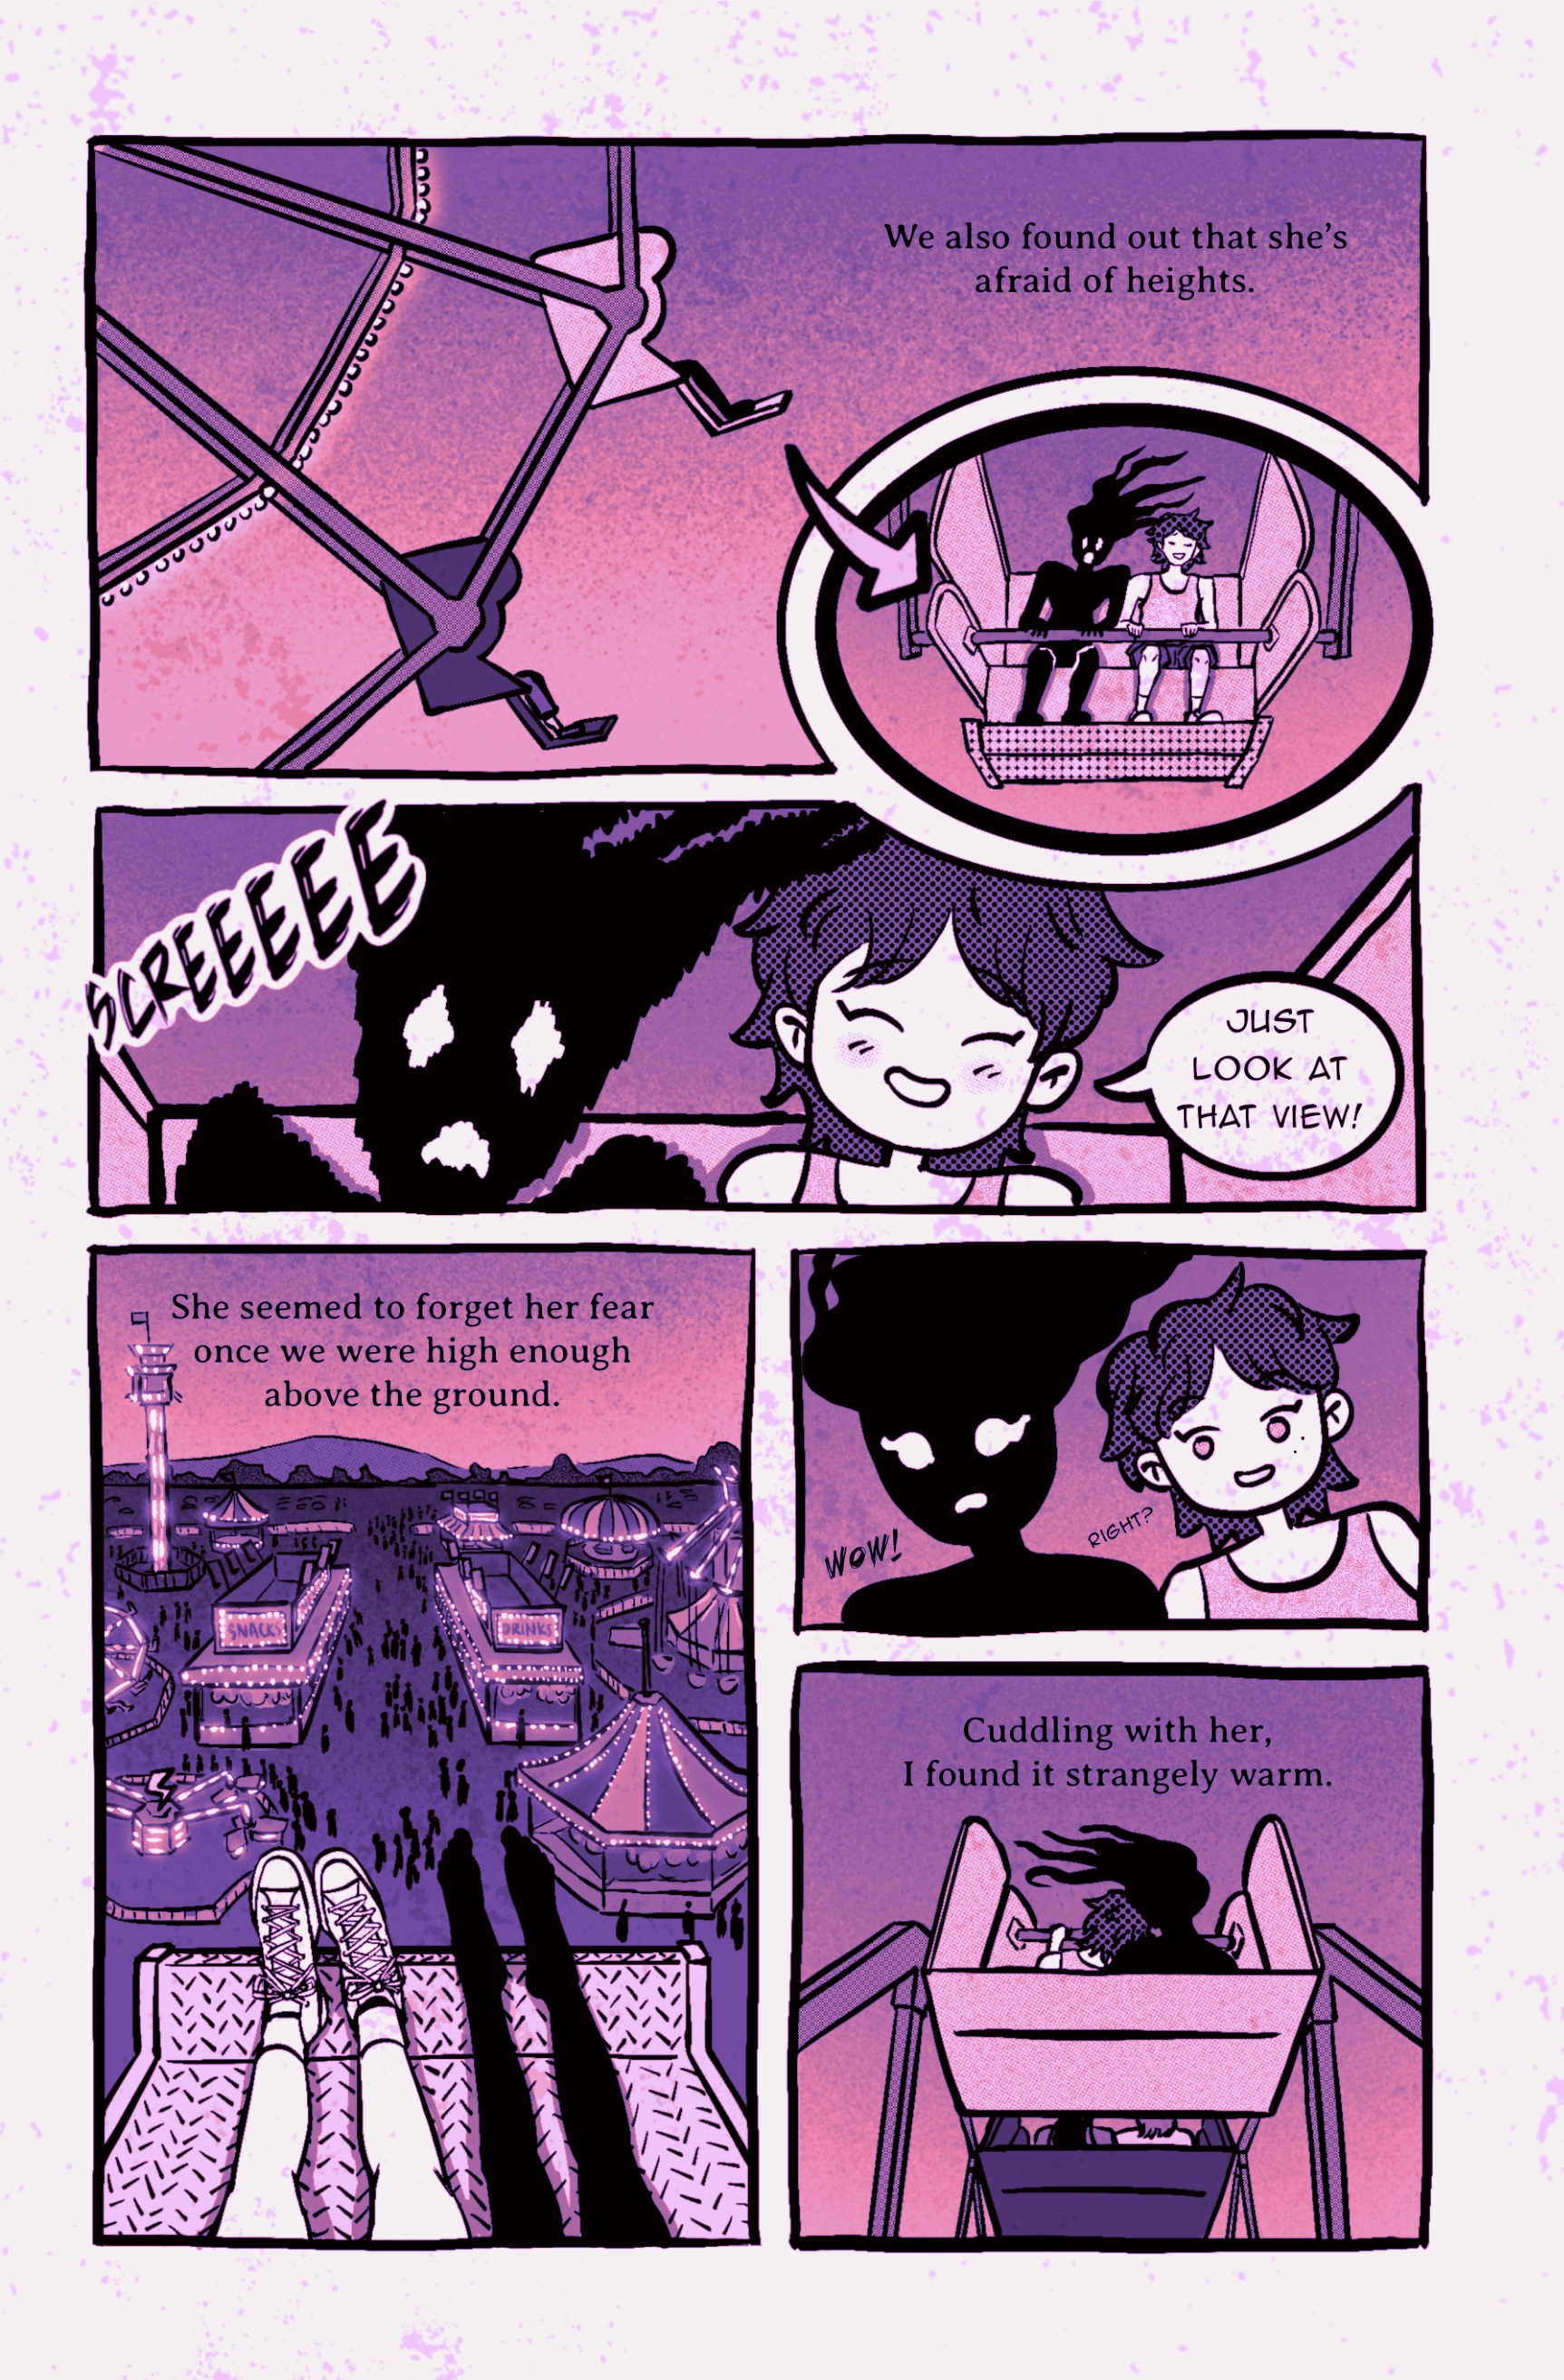 We also found out that she's
afraid of heights.
SCREEEEE
JUST
LOOK AT
THAT VIEW!
She seemed to forget her fear
once we were high enough
above the ground.
SNACKS
DRINKS
WOW!
RIGHT?
Cuddling with her,
I found it strangely warm.